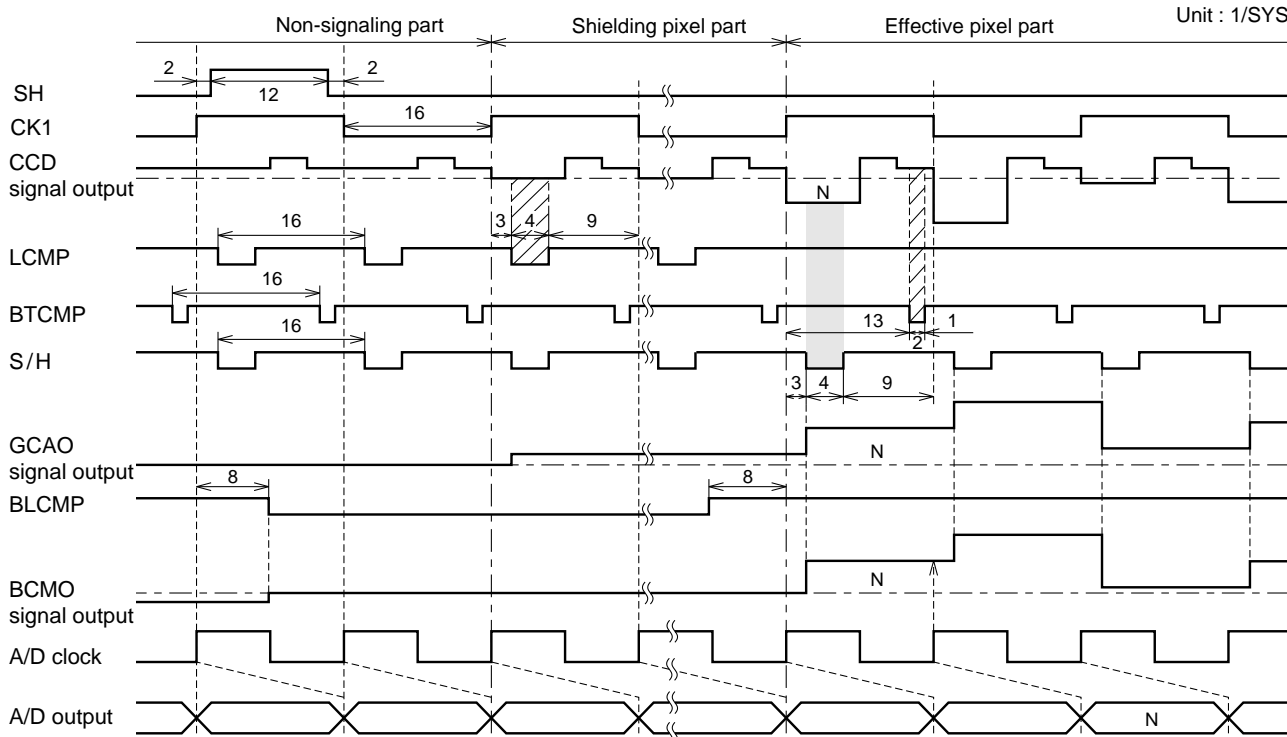 Unit : 1/SYS
Non-signaling part Shielding pixel part Effective pixel part
2 2
SH
12
CK1
16
CCD
signal output
N
16 3 4 9
LCMP
16
BTCMP
13 1
16 2
S/H
3 4 9
GCAO
signal output
N
8 8
BLCMP
BCMO
signal output
N
A/D clock
A/D output
N